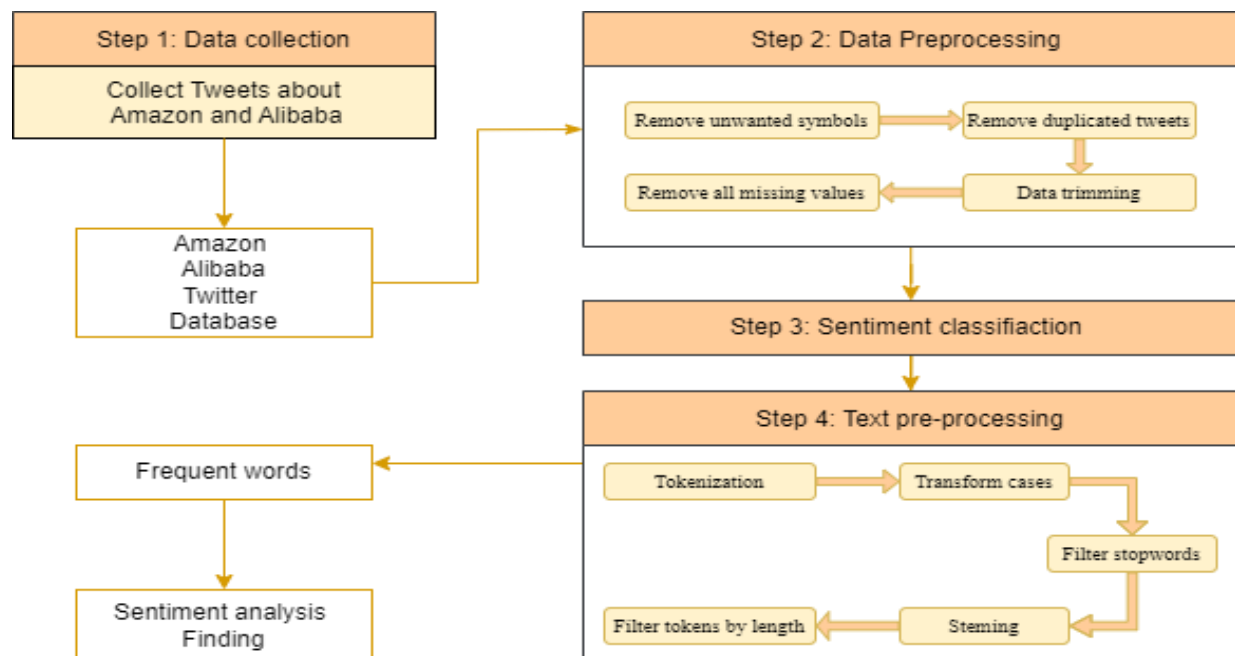 Step 1: Data collection
Collect Tweets about
Amazon and Alibaba
Amazon
Alibaba
Twitter
Database
Step 2: Data Preprocessing
Remove unwanted symbols
Remove duplicated tweets
Data trimming
Remove all missing values
Step 3: Sentiment classifiaction
Step 4: Text pre-processing
Tokenization
Transform cases
Filter stopwords
Steming
Filter tokens by length
Frequent words
Sentiment analysis
Finding